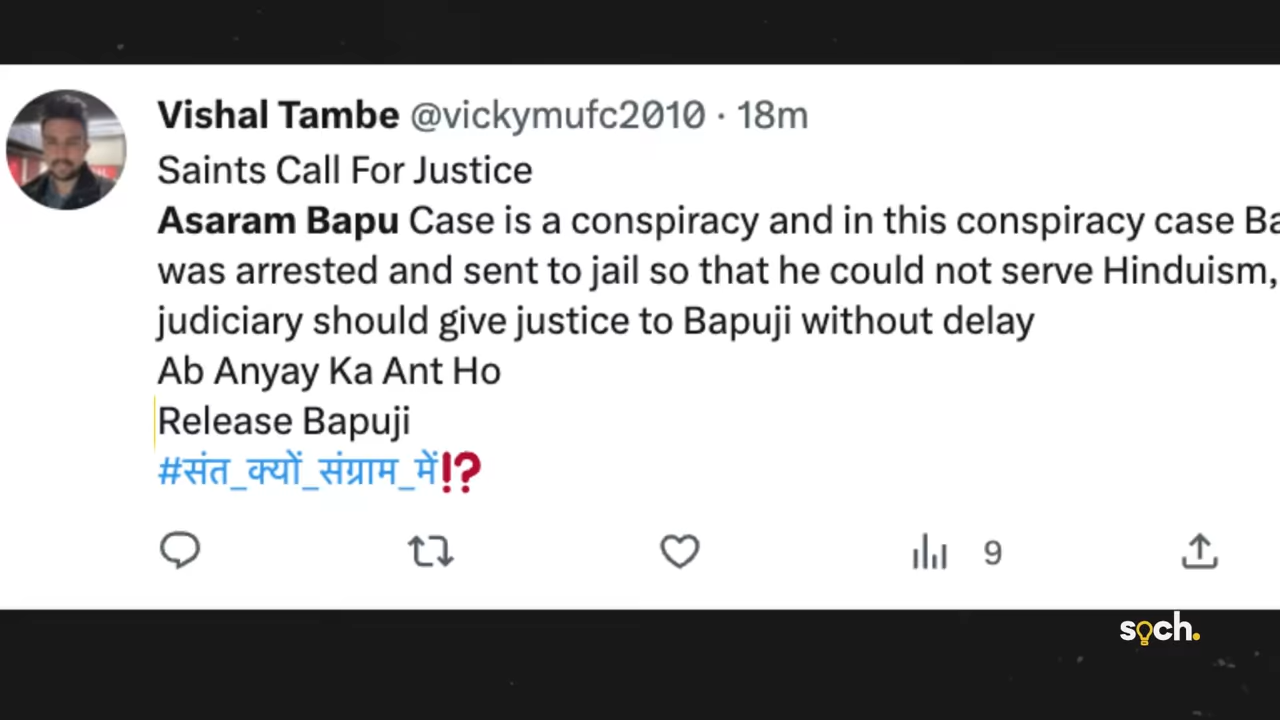 Vishal Tambe @vickymufc2010 · 18m
Saints Call For Justice
Asaram Bapu Case is a conspiracy and in this conspiracy case
was arrested and sent to jail so that he could not serve Hinduism,
judiciary should give justice to Bapuji without delay
Ab Anyay Ka Ant Ho
Release Bapuji
#संत_क्यों_संग्राम_में⁉️
9
soch.